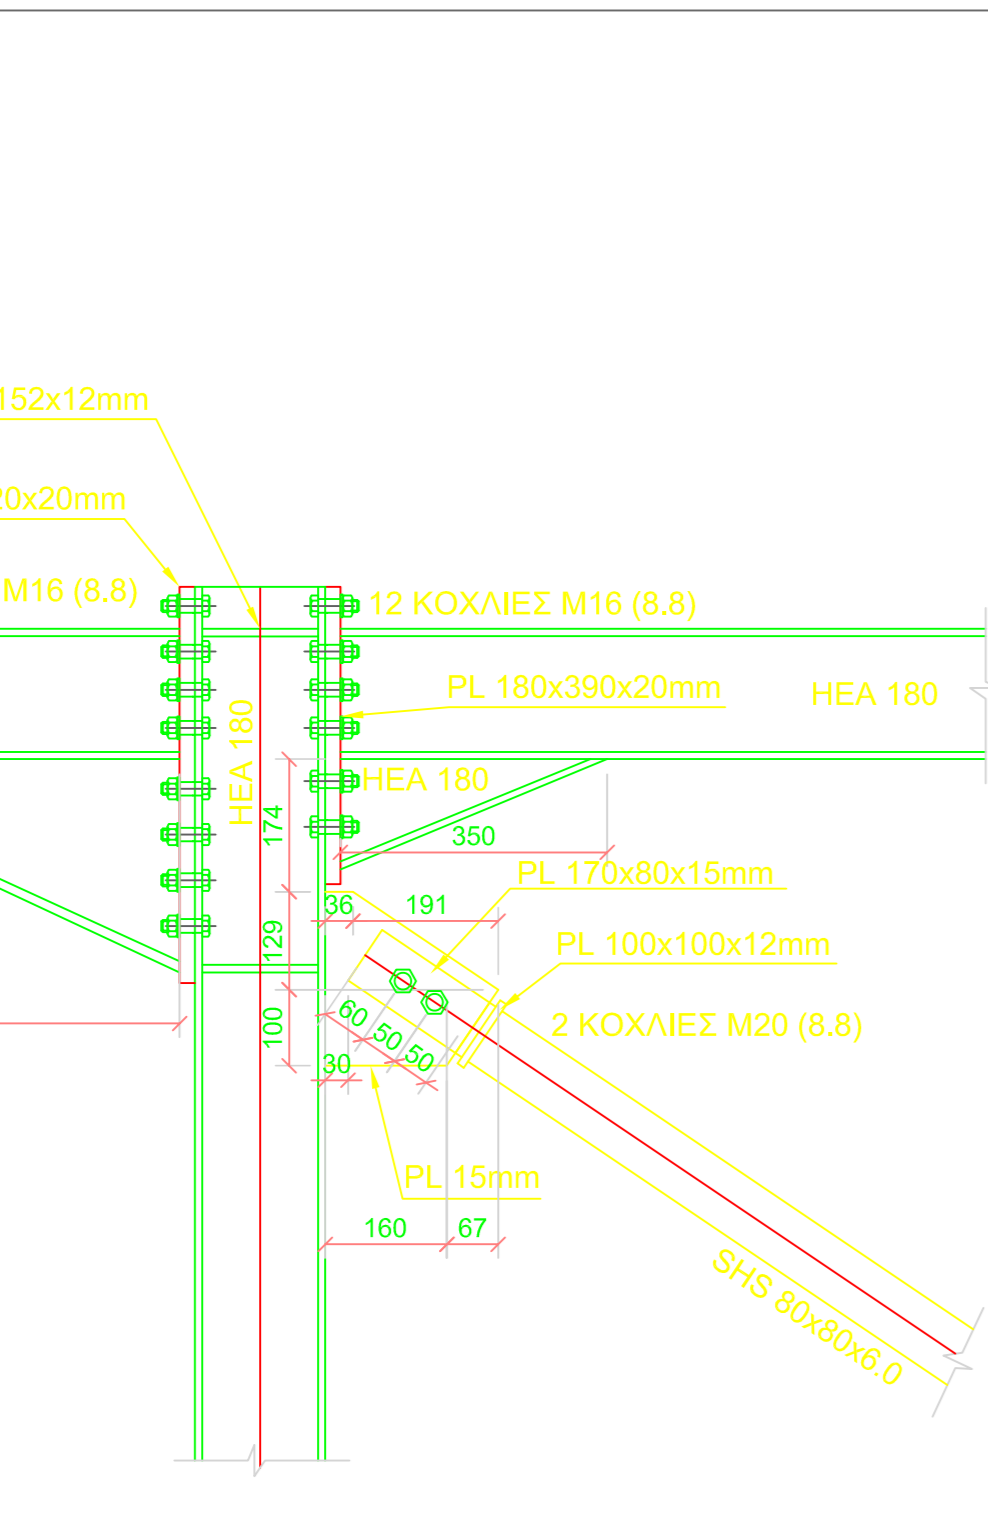 152x12mm
20x20mm
M16 (8.8)
12 ΚΟΧΛΙΕΣ M16 (8.8)
PL 180x390x20mm
HEA 180
HEA 180
HEA 180
174
350
PL 170x80x15mm
36
191
129
PL 100x100x12mm
100
60
50
50
2 ΚΟΧΛΙΕΣ M20 (8.8)
30
PL 15mm
160
67
SHS 80x80x6.0